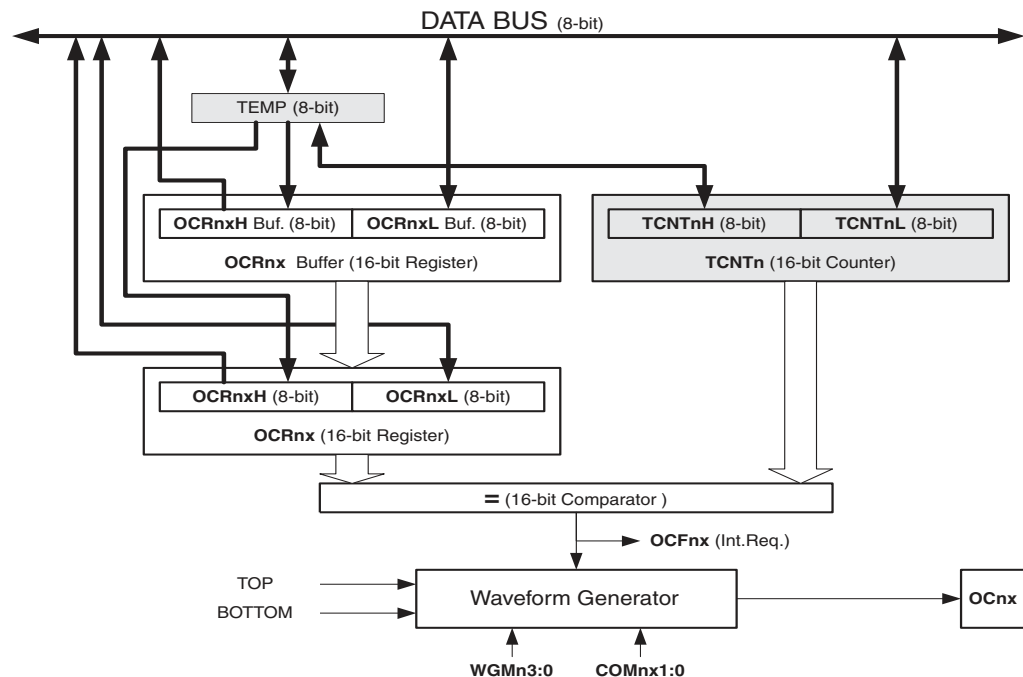 DATA BUS (8-bit)
TEMP (8-bit)
OCRnxH Buf. (8-bit) OCRnxL Buf. (8-bit)
OCRnx Buffer (16-bit Register)
TCNTnH (8-bit) TCNTnL (8-bit)
TCNTn (16-bit Counter)
OCRnxH (8-bit) OCRnxL (8-bit)
OCRnx (16-bit Register)
= (16-bit Comparator )
OCFnx (Int.Req.)
TOP
BOTTOM
Waveform Generator
OCnx
WGMn3:0 COMnx1:0